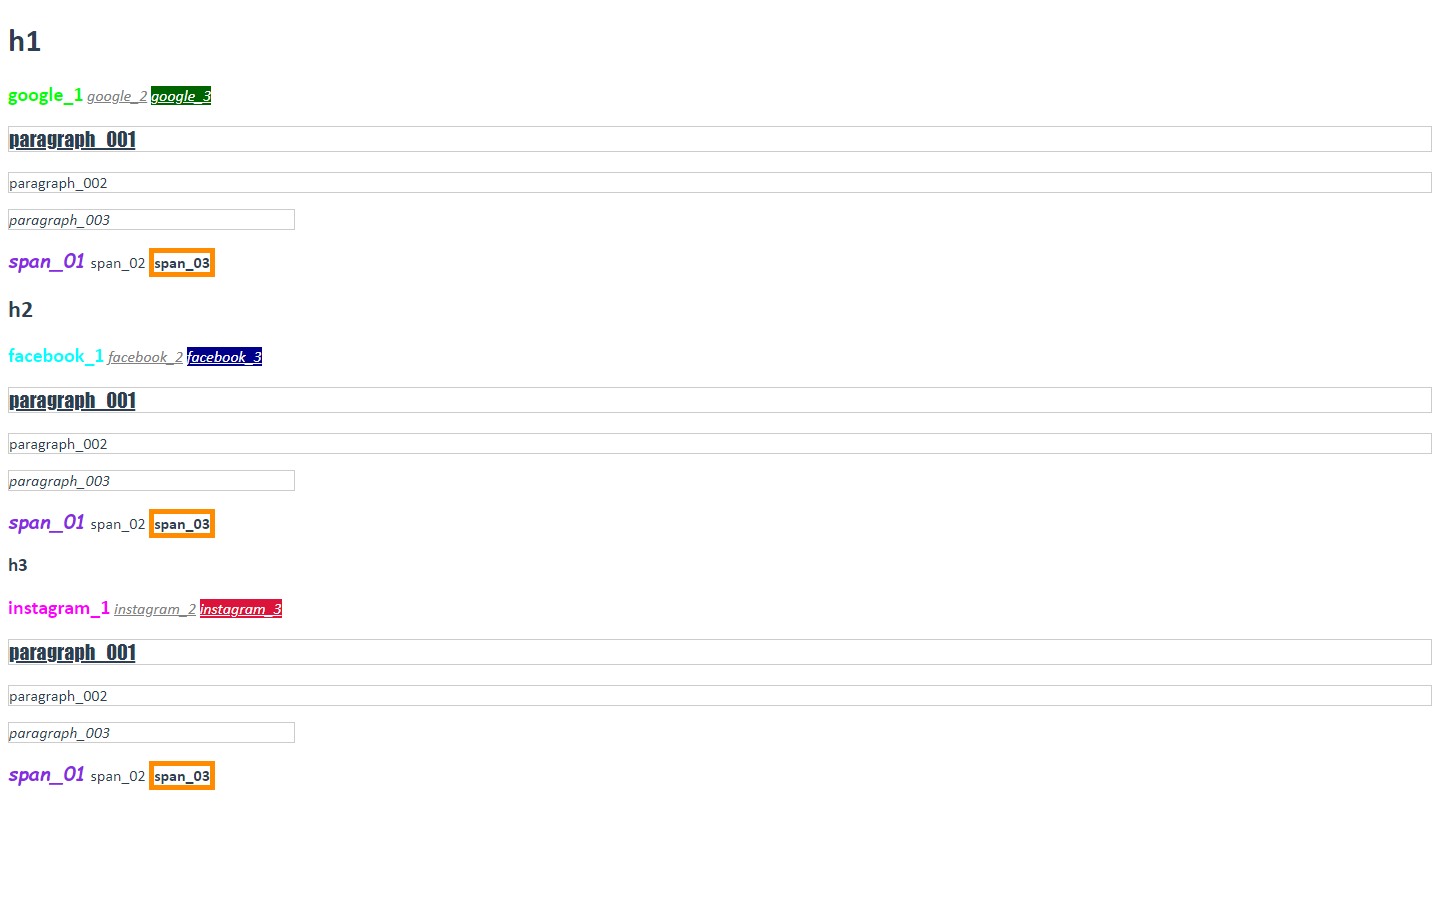 h1
google_1 google_2 google_3
paragraph_001
paragraph_002
paragraph_003
span_01 span_02 span_03
h2
facebook_1 facebook_2 facebook_3
paragraph_001
paragraph_002
paragraph_003
span_01 span_02 span_03
h3
instagram_1 instagram_2 instagram_3
paragraph_001
paragraph_002
paragraph_003
span_01 span_02 span_03